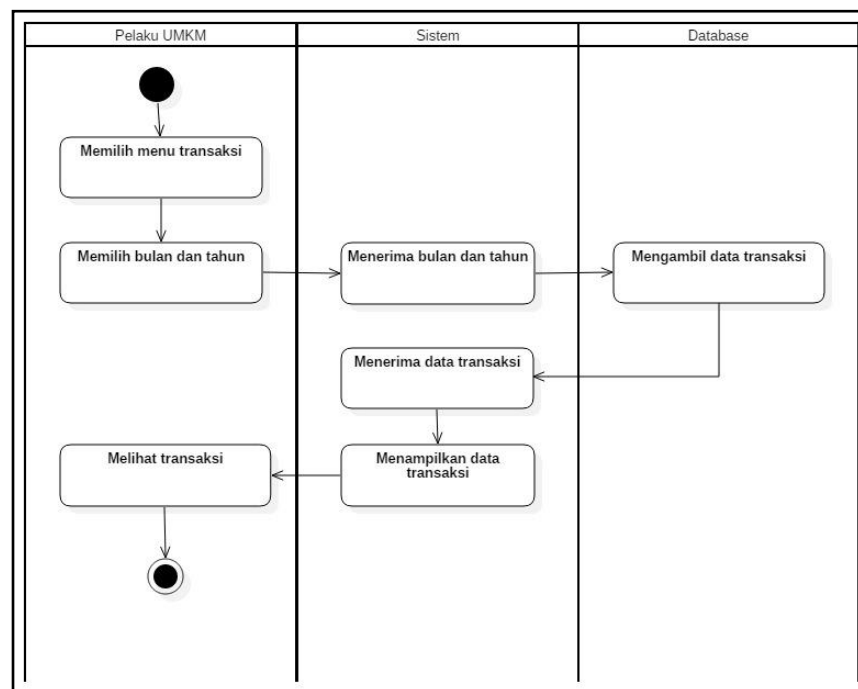 Pelaku UMKM
Sistem
Database
Memilih menu transaksi
Memilih bulan dan tahun
Menerima bulan dan tahun
Mengambil data transaksi
Menerima data transaksi
Melihat transaksi
Menampilkan data
transaksi